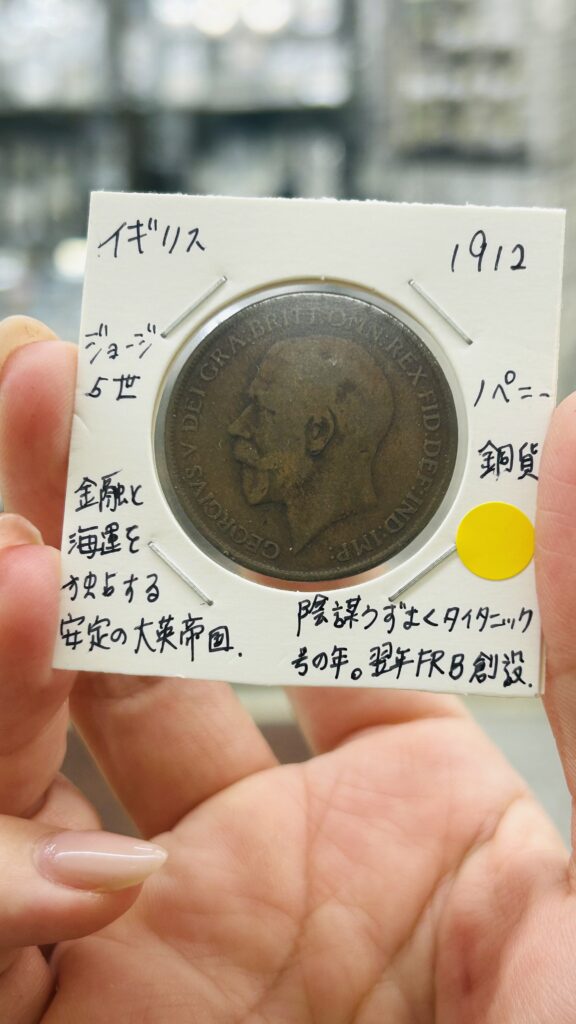 イギリス
1912
ジョージ
5世
1ペニー
銅貨
金融と
海運を
独占する
安定の大英帝国.
陰謀うずまくタイタニック
号の年。翌年FRB創設.
GEORGIVS V DEI GRA: BRITT: OMN: REX FID: DEF: IND: IMP: